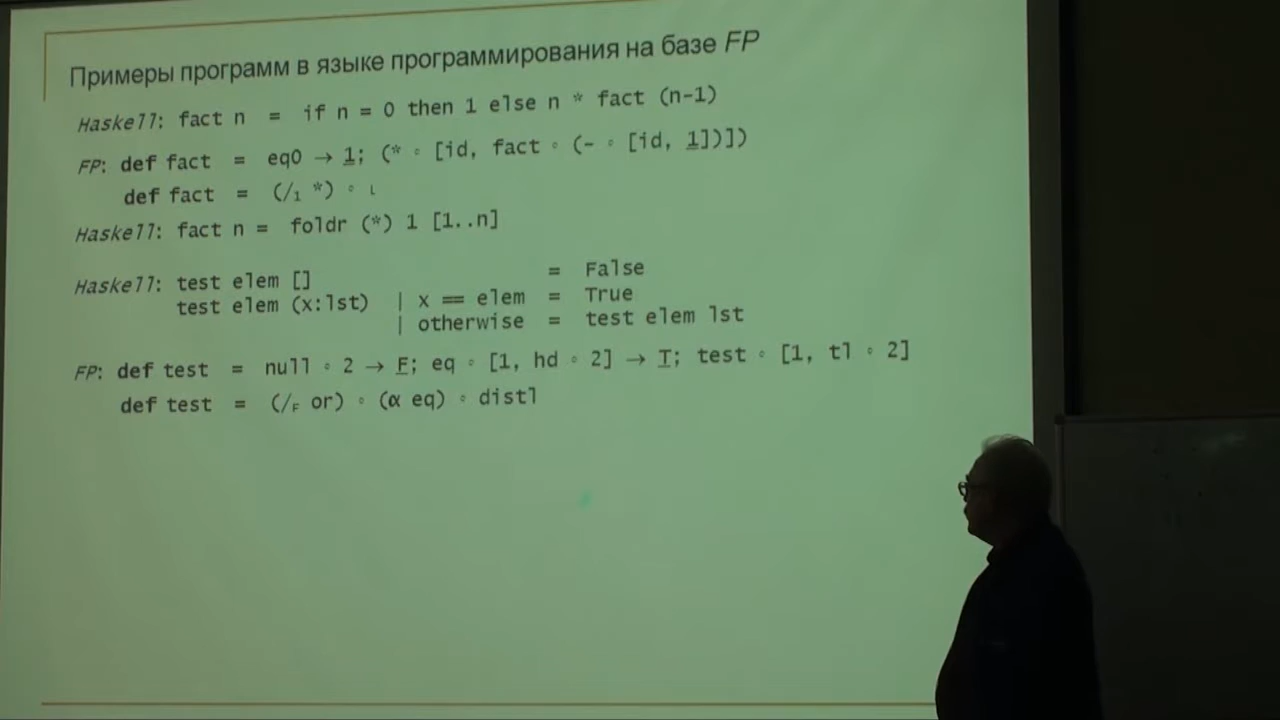 Примеры программ в языке программирования на базе FP
Haskell: fact n = if n = 0 then 1 else n * fact (n-1)
FP: def fact = eq0 → 1; (* ∘ [id, fact ∘ (- ∘ [id, 1])])
def fact = (/₁ *) ∘ ι
Haskell: fact n = foldr (*) 1 [1..n]
Haskell: test elem [] = False
test elem (x:lst) | x == elem = True
| otherwise = test elem lst
FP: def test = null ∘ 2 → F; eq ∘ [1, hd ∘ 2] → T; test ∘ [1, tl ∘ 2]
def test = (/F or) ∘ (α eq) ∘ distl